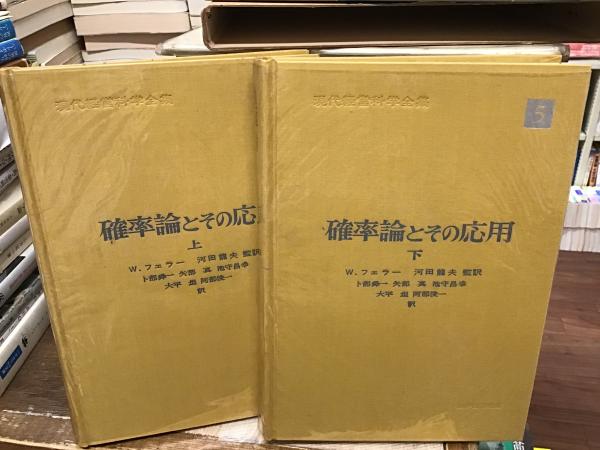 現代経営科学全集
確率論とその応
上
W.フェラー 河田龍夫 監訳
卜部舜一 矢部 真 池守昌幸
大平 坦 阿部俊一
訳
現代経営科学全集
5
確率論とその応用
下
W.フェラー 河田龍夫 監訳
卜部舜一 矢部 真 池守昌幸
大平 坦 阿部俊一
訳